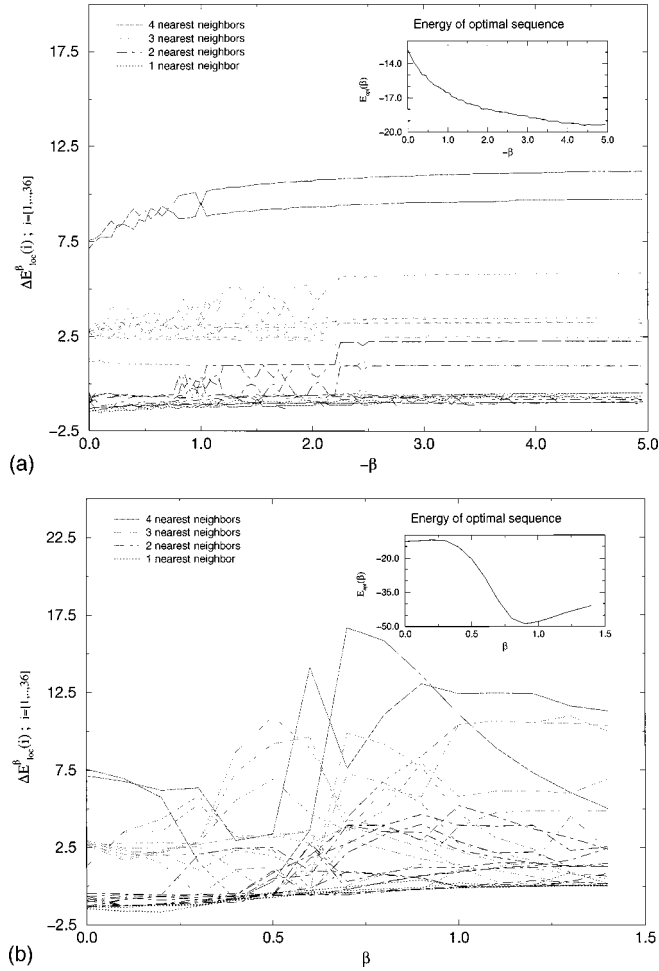 17.5
12.5
7.5
2.5
-2.5
0.0
1.0
2.0
3.0
4.0
5.0
-β
ΔE^β_loc(i) ; i=[1,..,36]
4 nearest neighbors
3 nearest neighbors
2 nearest neighbors
1 nearest neighbor
Energy of optimal sequence
-14.0
-17.0
-20.0
E_opt(β)
0.0
1.0
2.0
3.0
4.0
5.0
-β
(a)
22.5
17.5
12.5
7.5
2.5
-2.5
0.0
0.5
1.0
1.5
β
ΔE^β_loc(i) ; i=[1,..,36]
4 nearest neighbors
3 nearest neighbors
2 nearest neighbors
1 nearest neighbor
Energy of optimal sequence
-20.0
-35.0
-50.0
E_opt(β)
0.0
0.5
1.0
1.5
β
(b)